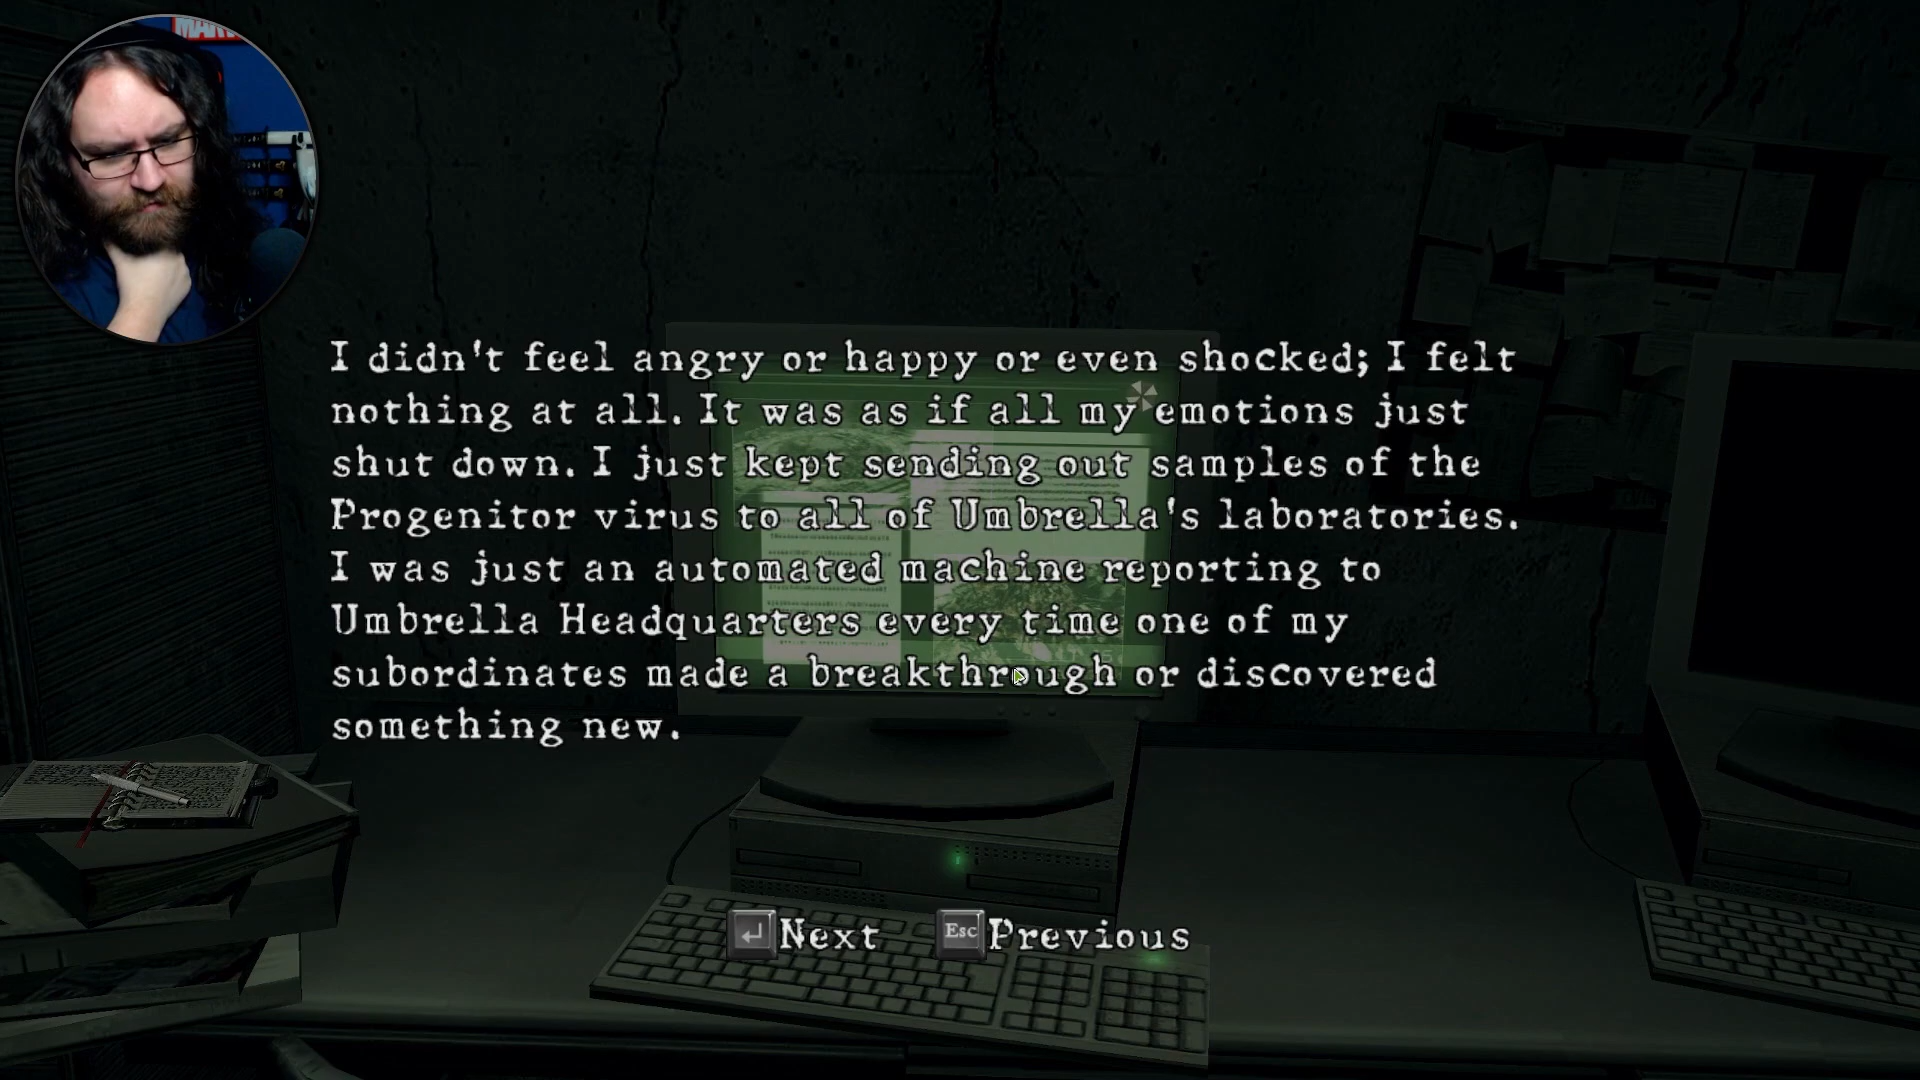 I didn't feel angry or happy or even shocked; I felt
nothing at all. It was as if all my emotions just
shut down. I just kept sending out samples of the
Progenitor virus to all of Umbrella's laboratories.
I was just an automated machine reporting to
Umbrella Headquarters every time one of my
subordinates made a breakthrough or discovered
something new.
Next Esc Previous